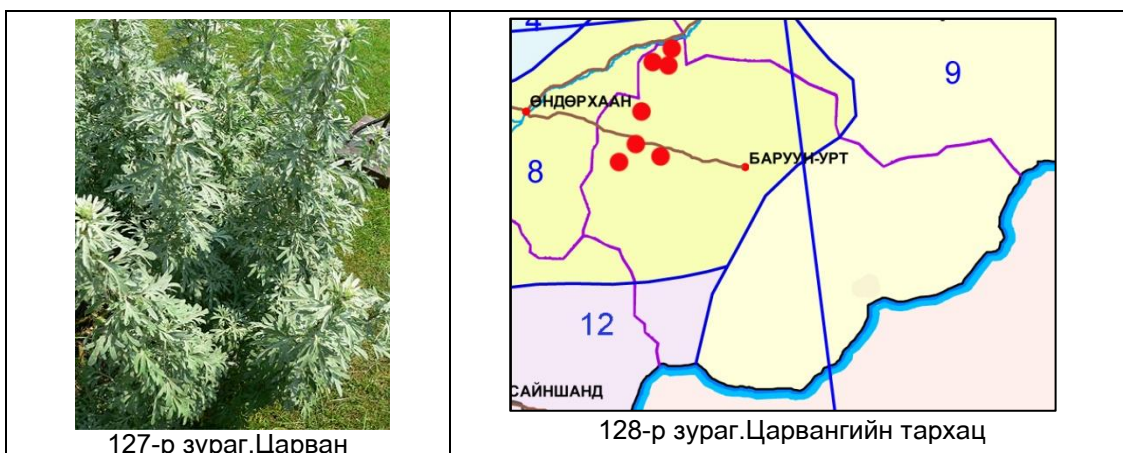 4
ӨНДӨРХААН
9
БАРУУН-УРТ
8
12
САЙНШАНД
127-р зураг.Царван
128-р зураг.Царвангийн тархац